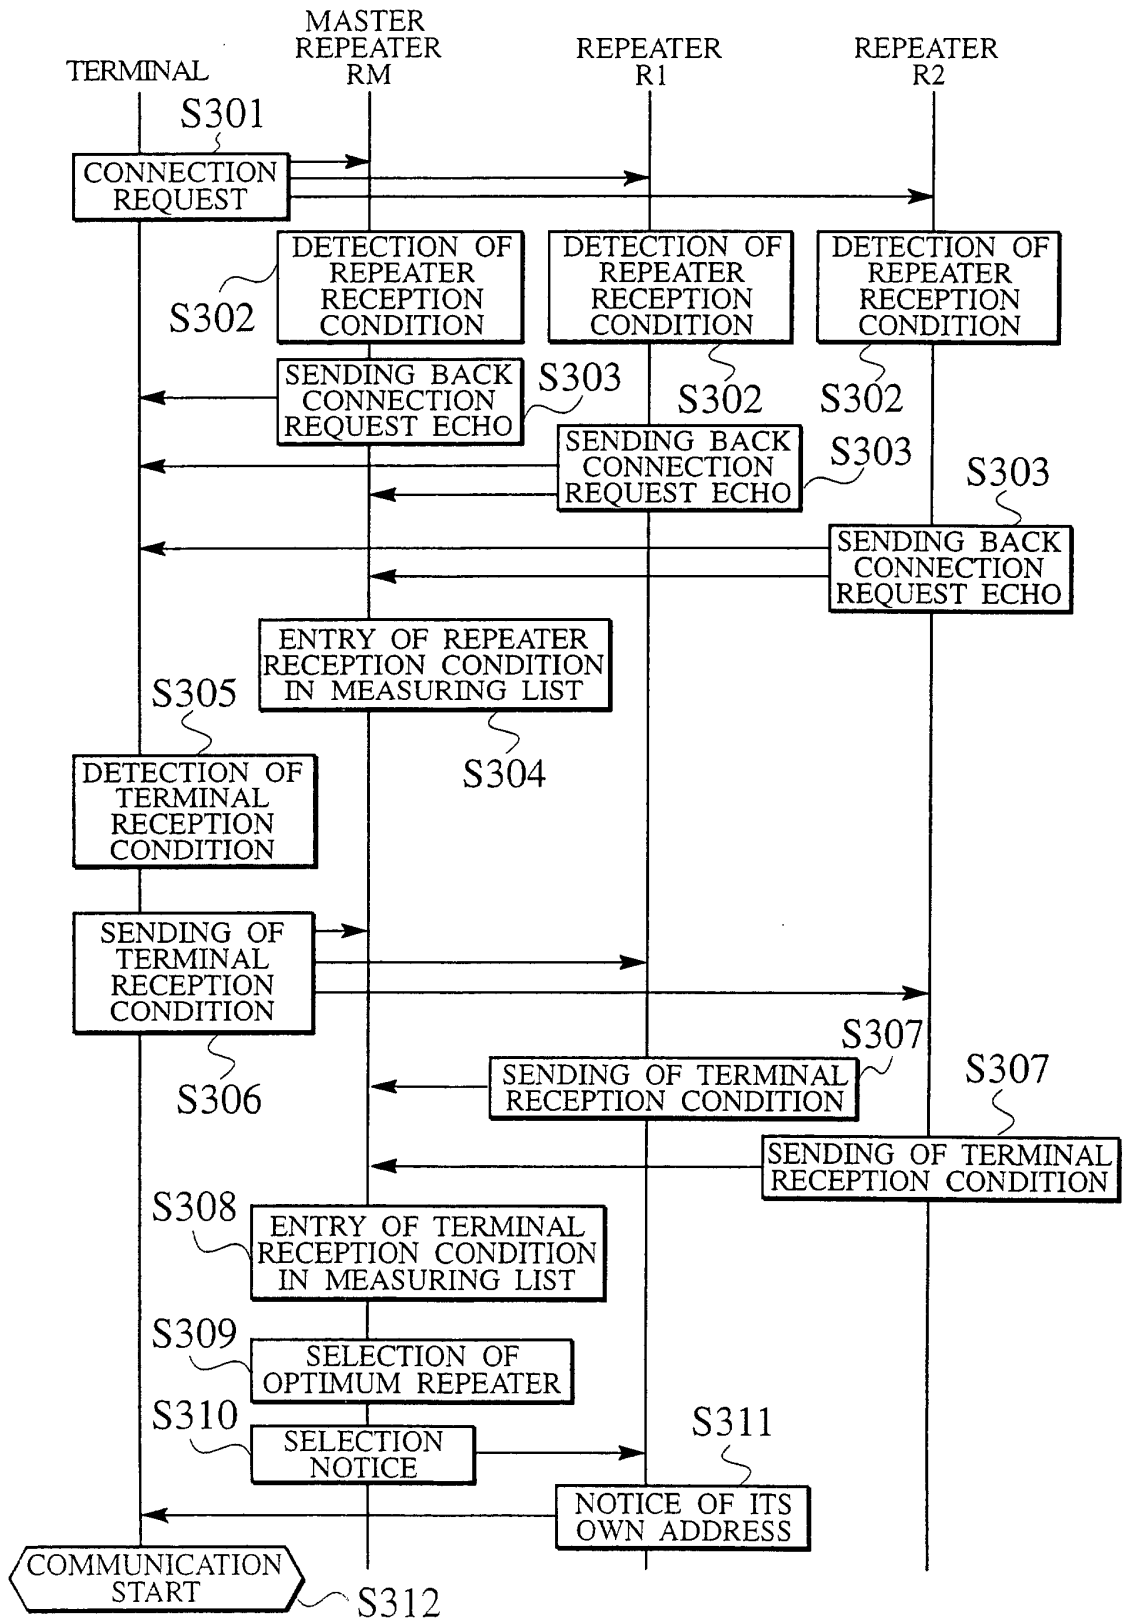 MASTER
REPEATER
RM
REPEATER
R1
REPEATER
R2
TERMINAL
S301
CONNECTION
REQUEST
DETECTION OF
REPEATER
RECEPTION
CONDITION
DETECTION OF
REPEATER
RECEPTION
CONDITION
DETECTION OF
REPEATER
RECEPTION
CONDITION
S302
S302
S302
SENDING BACK
CONNECTION
REQUEST ECHO
S303
SENDING BACK
CONNECTION
REQUEST ECHO
S303
S303
SENDING BACK
CONNECTION
REQUEST ECHO
ENTRY OF REPEATER
RECEPTION CONDITION
IN MEASURING LIST
S304
S305
DETECTION OF
TERMINAL
RECEPTION
CONDITION
SENDING OF
TERMINAL
RECEPTION
CONDITION
S306
S307
SENDING OF TERMINAL
RECEPTION CONDITION
S307
SENDING OF TERMINAL
RECEPTION CONDITION
S308
ENTRY OF TERMINAL
RECEPTION CONDITION
IN MEASURING LIST
S309
SELECTION OF
OPTIMUM REPEATER
S310
SELECTION
NOTICE
S311
NOTICE OF ITS
OWN ADDRESS
COMMUNICATION
START
S312